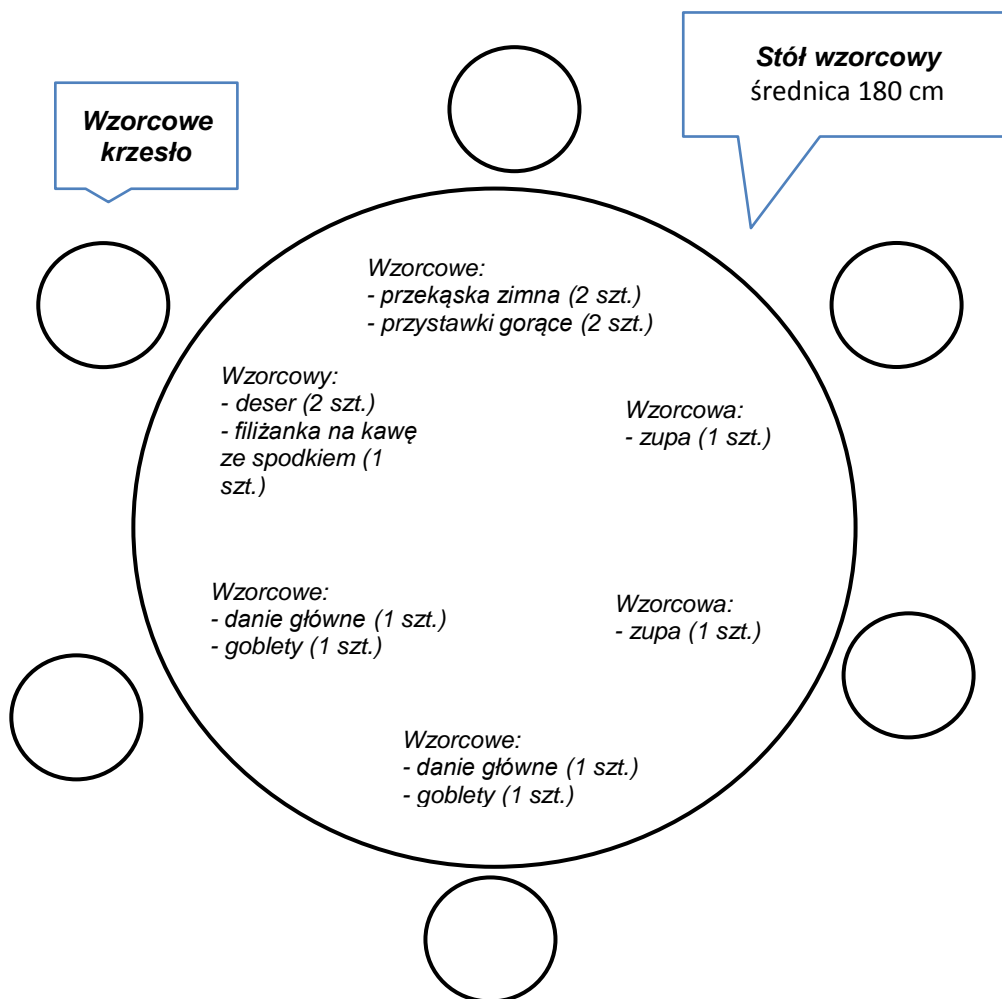 Stół wzorcowy
średnica 180 cm
Wzorcowe
krzesło
Wzorcowe:
- przekąska zimna (2 szt.)
- przystawki gorące (2 szt.)
Wzorcowy:
- deser (2 szt.)
- filiżanka na kawę
ze spodkiem (1
szt.)
Wzorcowa:
- zupa (1 szt.)
Wzorcowe:
- danie główne (1 szt.)
- goblety (1 szt.)
Wzorcowa:
- zupa (1 szt.)
Wzorcowe:
- danie główne (1 szt.)
- goblety (1 szt.)